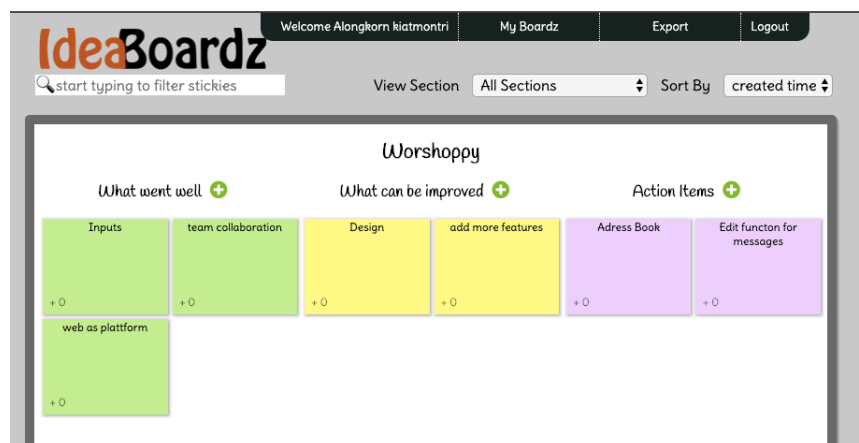 Welcome Alongkorn kiatmontri My Boardz Export Logout
IdeaBoardz
start typing to filter stickies View Section All Sections Sort By created time
Worshoppy
What went well What can be improved Action Items
Inputs team collaboration Design add more features Adress Book Edit functon for
messages
+ 0 + 0 + 0 + 0 + 0 + 0
web as plattform
+ 0